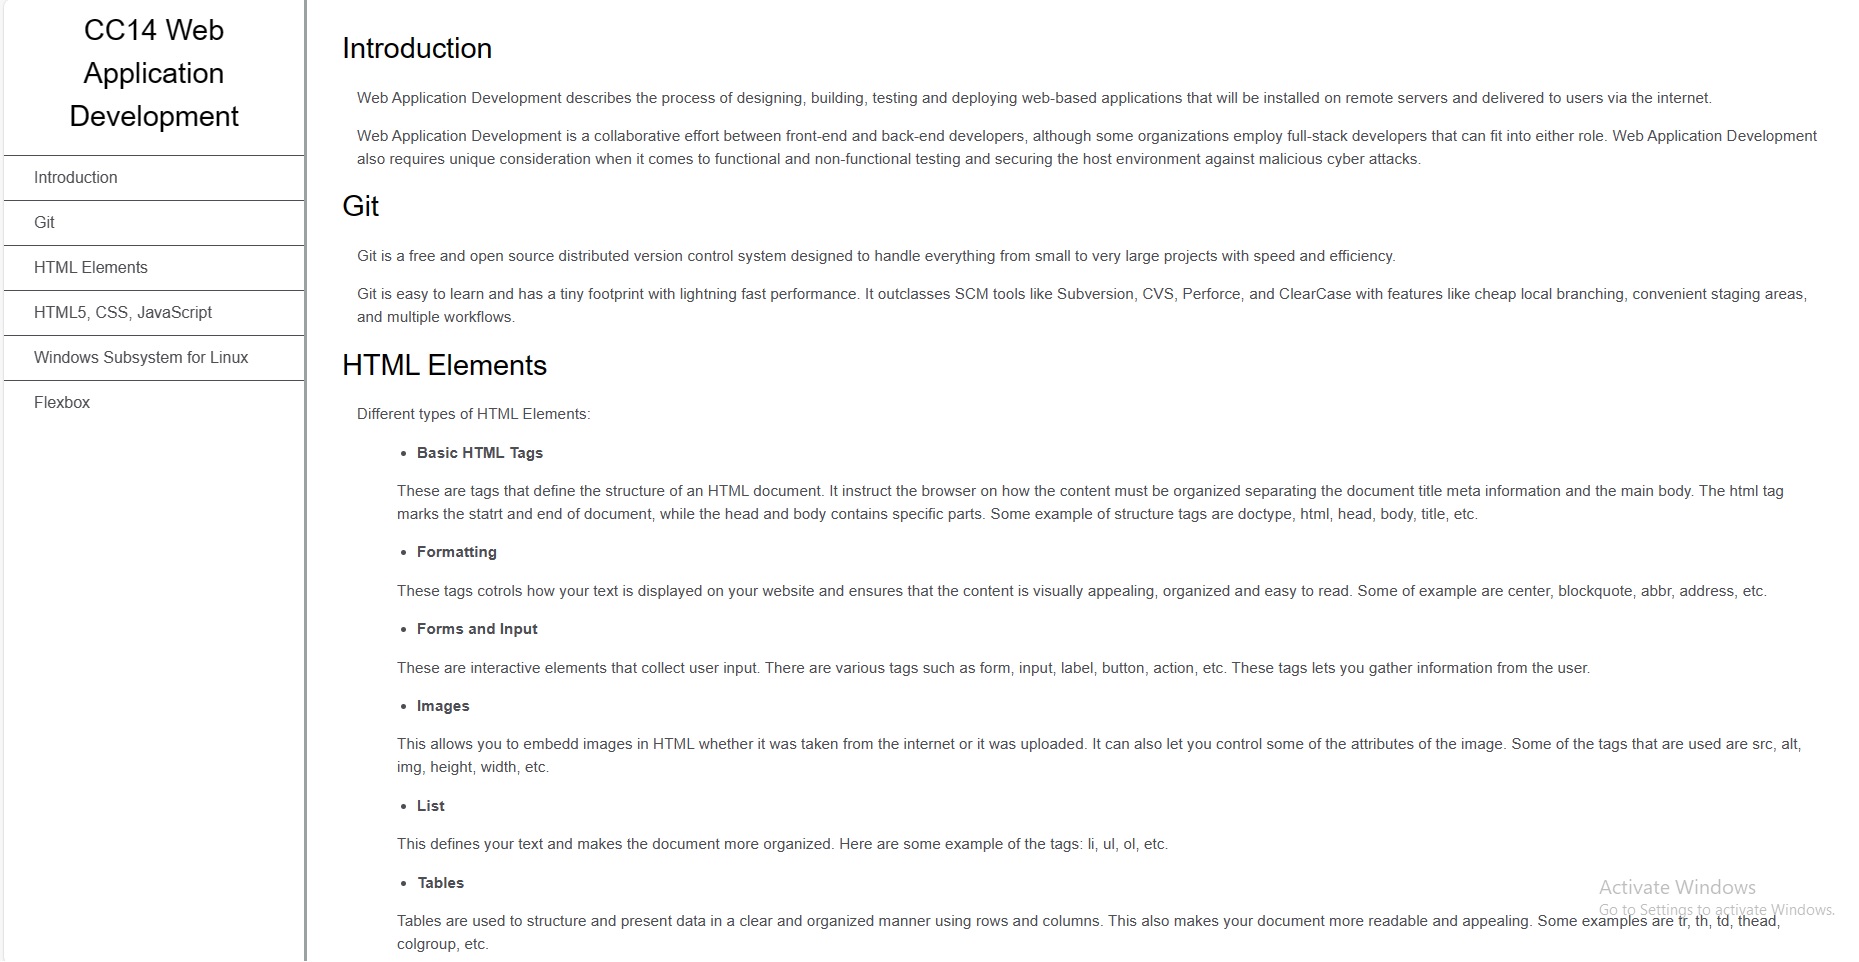 CC14 Web
Application
Development
Introduction
Git
HTML Elements
HTML5, CSS, JavaScript
Windows Subsystem for Linux
Flexbox
Introduction
Web Application Development describes the process of designing, building, testing and deploying web-based applications that will be installed on remote servers and delivered to users via the internet.
Web Application Development is a collaborative effort between front-end and back-end developers, although some organizations employ full-stack developers that can fit into either role. Web Application Development
also requires unique consideration when it comes to functional and non-functional testing and securing the host environment against malicious cyber attacks.
Git
Git is a free and open source distributed version control system designed to handle everything from small to very large projects with speed and efficiency.
Git is easy to learn and has a tiny footprint with lightning fast performance. It outclasses SCM tools like Subversion, CVS, Perforce, and ClearCase with features like cheap local branching, convenient staging areas,
and multiple workflows.
HTML Elements
Different types of HTML Elements:
• Basic HTML Tags
These are tags that define the structure of an HTML document. It instruct the browser on how the content must be organized separating the document title meta information and the main body. The html tag
marks the statrt and end of document, while the head and body contains specific parts. Some example of structure tags are doctype, html, head, body, title, etc.
• Formatting
These tags cotrols how your text is displayed on your website and ensures that the content is visually appealing, organized and easy to read. Some of example are center, blockquote, abbr, address, etc.
• Forms and Input
These are interactive elements that collect user input. There are various tags such as form, input, label, button, action, etc. These tags lets you gather information from the user.
• Images
This allows you to embedd images in HTML whether it was taken from the internet or it was uploaded. It can also let you control some of the attributes of the image. Some of the tags that are used are src, alt,
img, height, width, etc.
• List
This defines your text and makes the document more organized. Here are some example of the tags: li, ul, ol, etc.
• Tables
Tables are used to structure and present data in a clear and organized manner using rows and columns. This also makes your document more readable and appealing. Some examples are tr, th, td, thead,
colgroup, etc.
Activate Windows
Go to Settings to activate Windows.